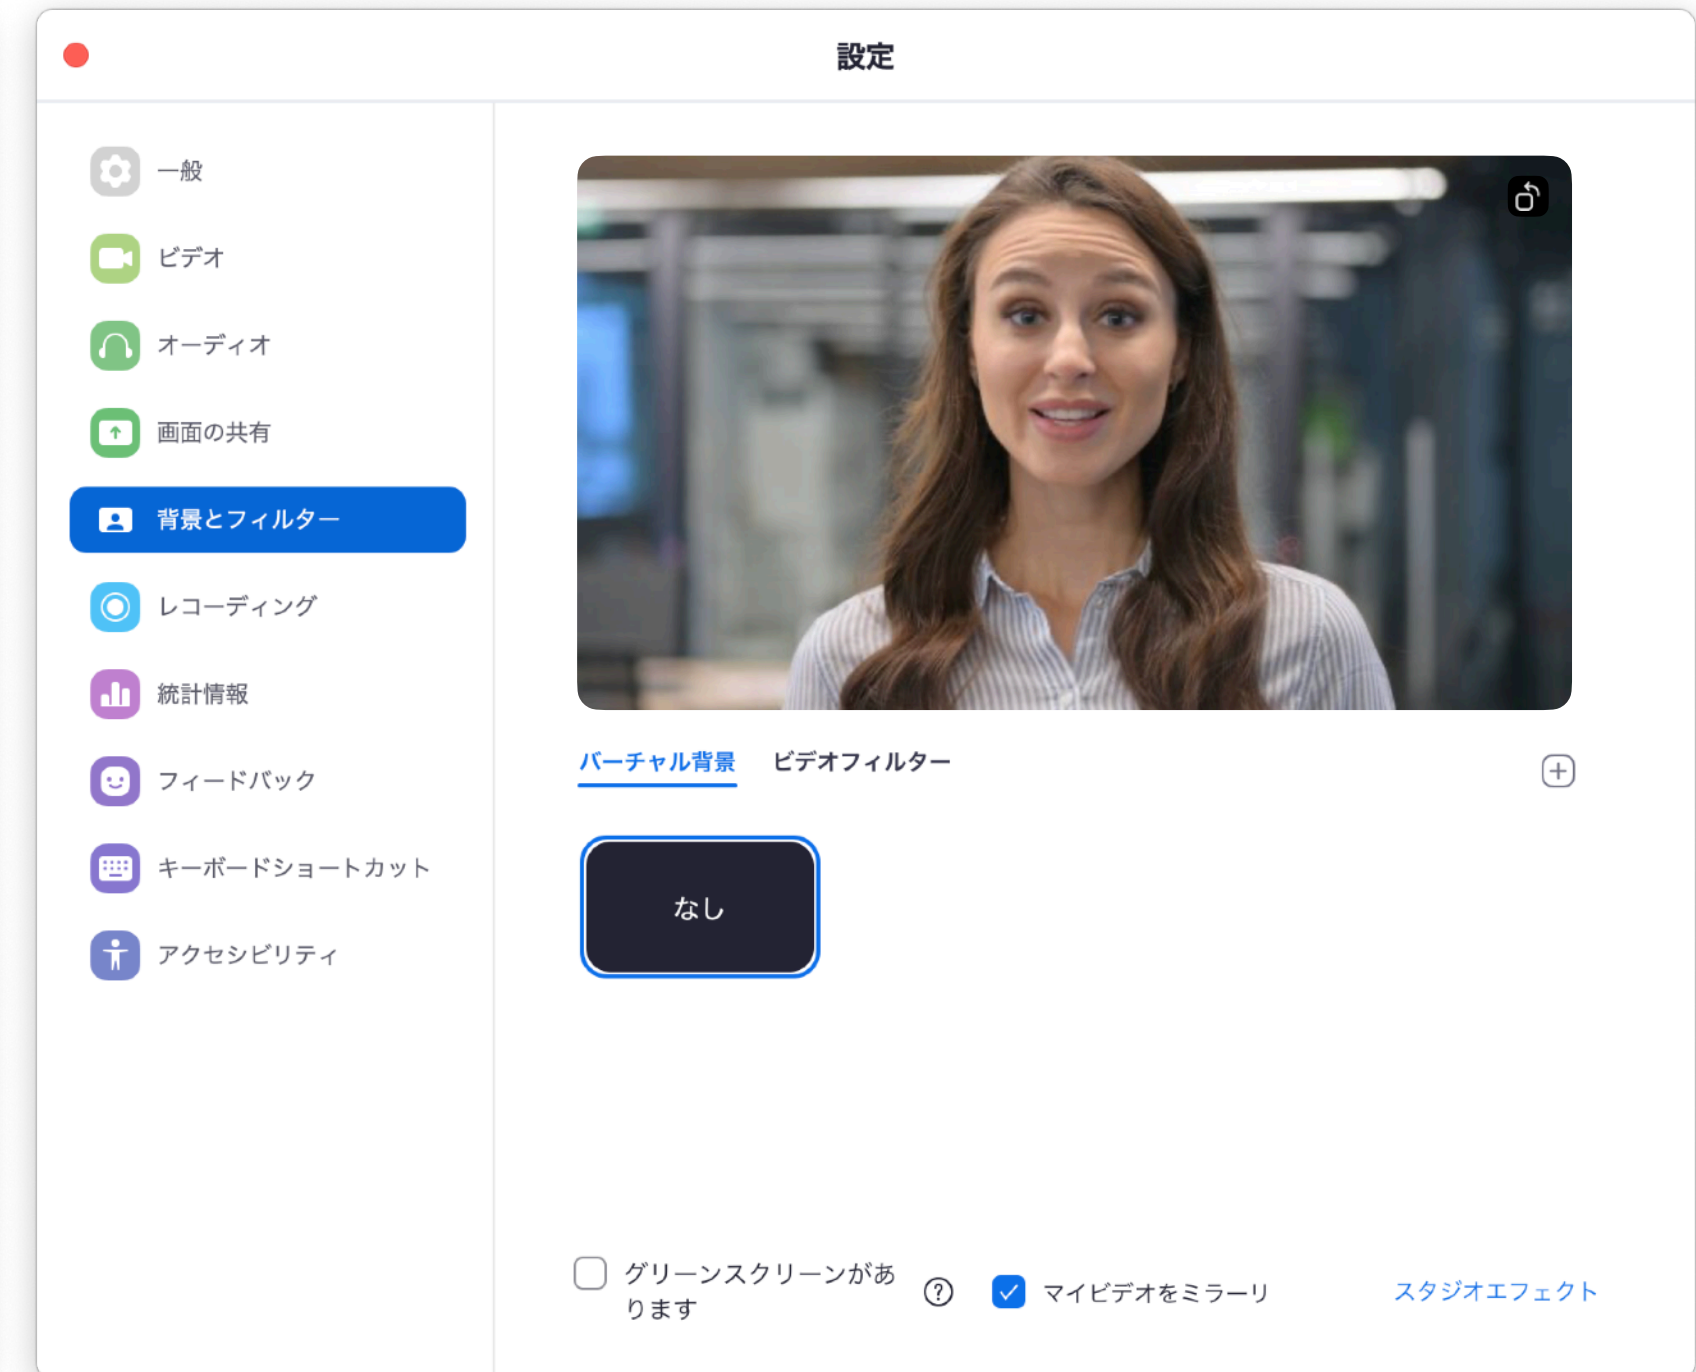 設定
一般
ビデオ
オーディオ
画面の共有
背景とフィルター
レコーディング
統計情報
フィードバック
キーボードショートカット
アクセシビリティ
バーチャル背景 ビデオフィルター
なし
グリーンスクリーンがあ
ります
マイビデオをミラーリ
スタジオエフェクト